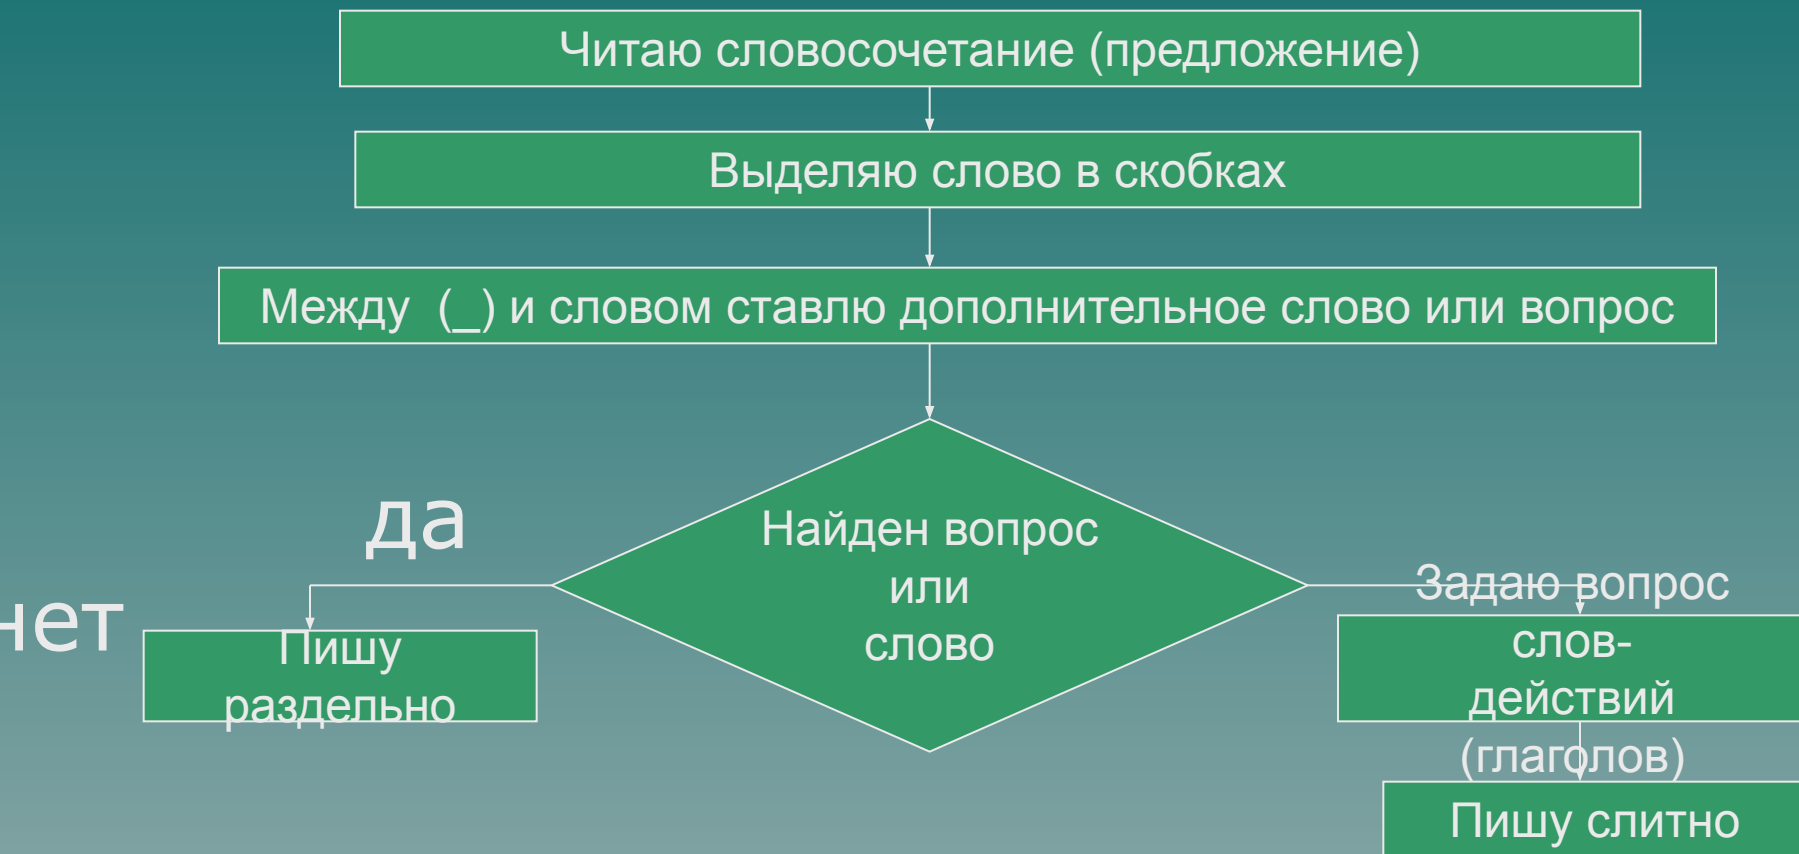 Читаю словосочетание (предложение)
Выделяю слово в скобках
Между (_) и словом ставлю дополнительное слово или вопрос
да
нет
Найден вопрос
или
слово
Пишу
раздельно
Задаю вопрос
слов-
действий
(глаголов)
Пишу слитно